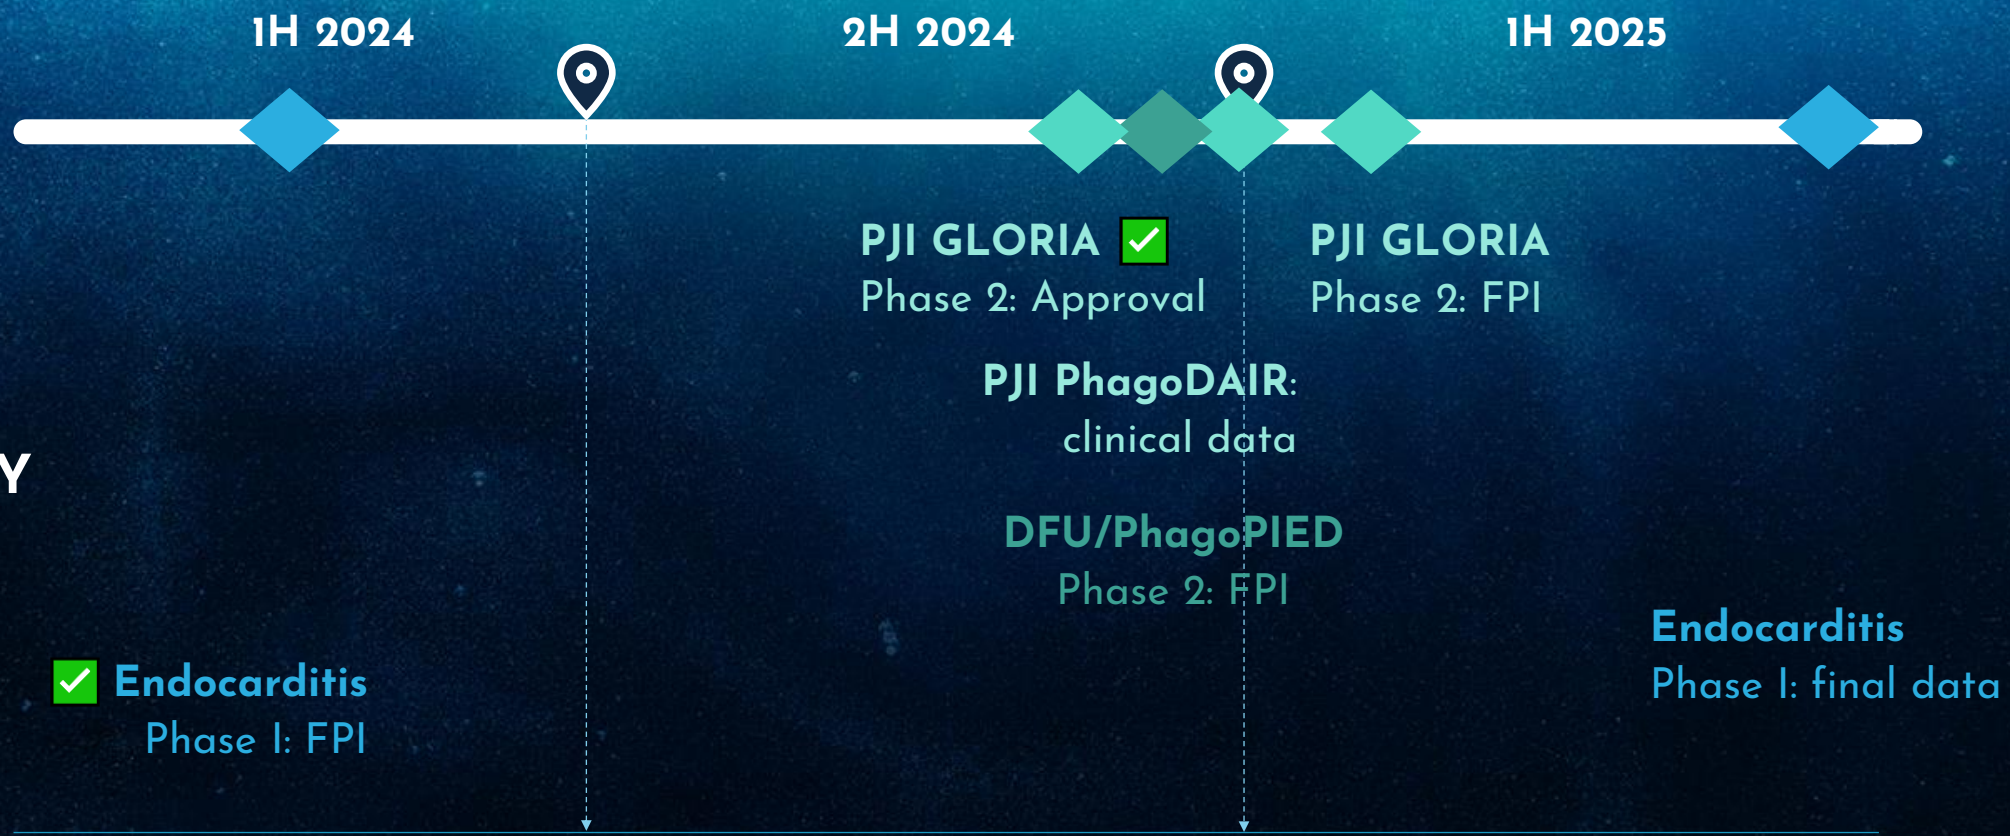 1H 2024
2H 2024
1H 2025
PJI GLORIA
Phase 2: Approval
PJI GLORIA
Phase 2: FPI
PJI PhagoDAIR:
clinical data
Y
DFU/PhagoPIED
Phase 2: FPI
Endocarditis
Phase I: final data
Endocarditis
Phase I: FPI